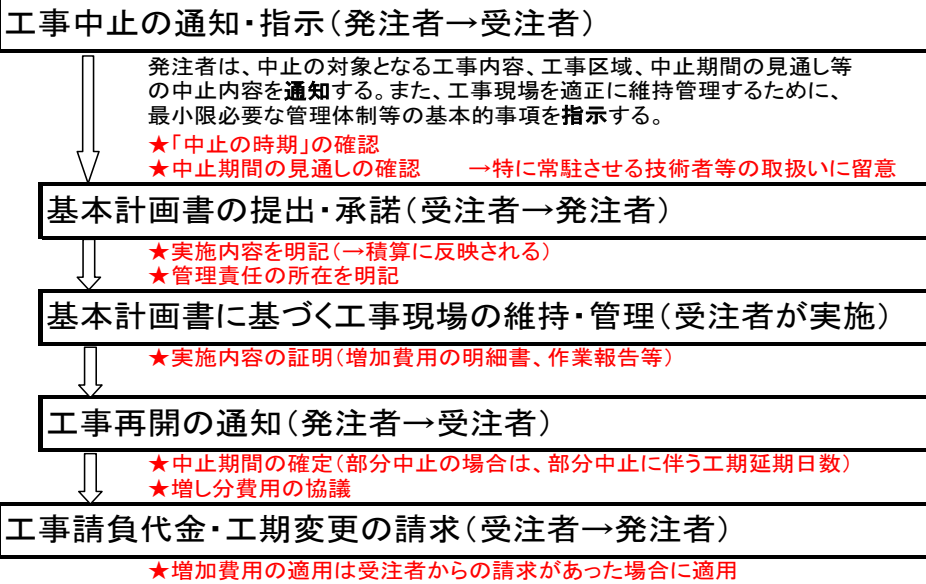 工事中止の通知・指示（発注者→受注者）
発注者は、中止の対象となる工事内容、工事区域、中止期間の見通し等
の中止内容を通知する。また、工事現場を適正に維持管理するために、
最小限必要な管理体制等の基本的事項を指示する。
★「中止の時期」の確認
★中止期間の見通しの確認　　→特に常駐させる技術者等の取扱いに留意
基本計画書の提出・承諾（受注者→発注者）
★実施内容を明記（→積算に反映される）
★管理責任の所在を明記
基本計画書に基づく工事現場の維持・管理（受注者が実施）
★実施内容の証明（増加費用の明細書、作業報告等）
工事再開の通知（発注者→受注者）
★中止期間の確定（部分中止の場合は、部分中止に伴う工期延期日数）
★増し分費用の協議
工事請負代金・工期変更の請求（受注者→発注者）
★増加費用の適用は受注者からの請求があった場合に適用